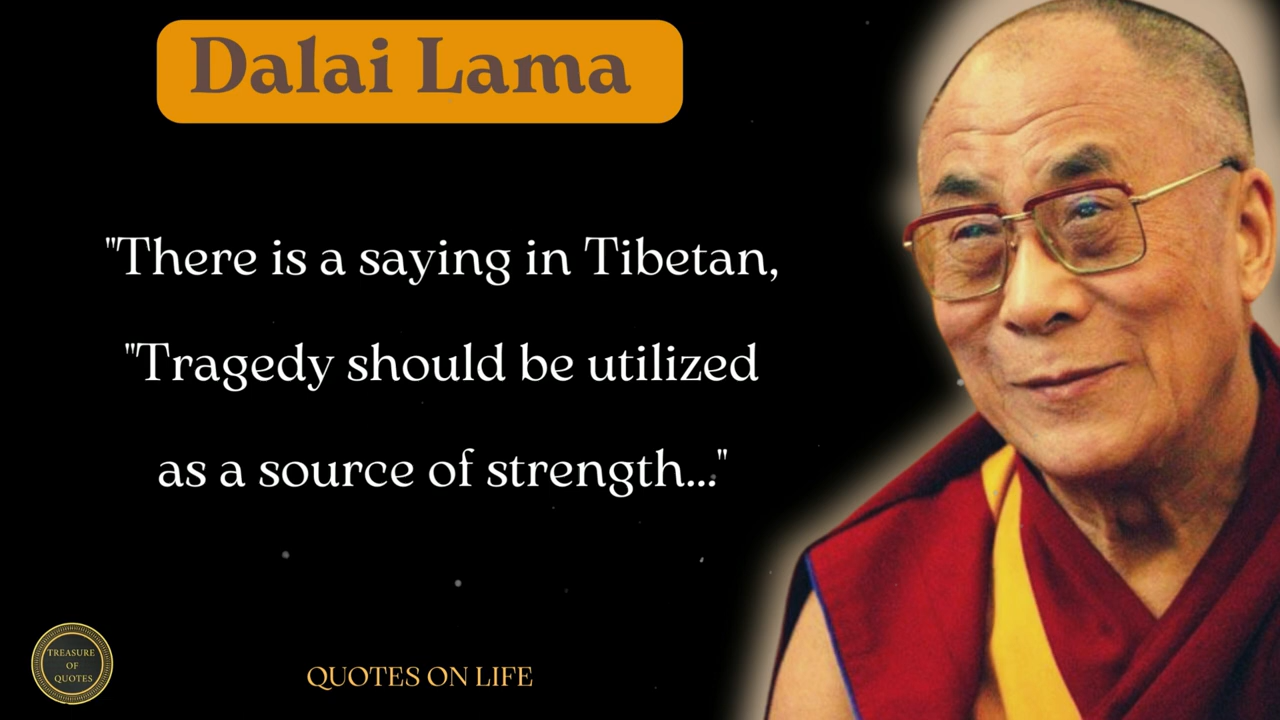 Dalai Lama
"There is a saying in Tibetan,
"Tragedy should be utilized
as a source of strength..."
TREASURE
OF
QUOTES
QUOTES ON LIFE